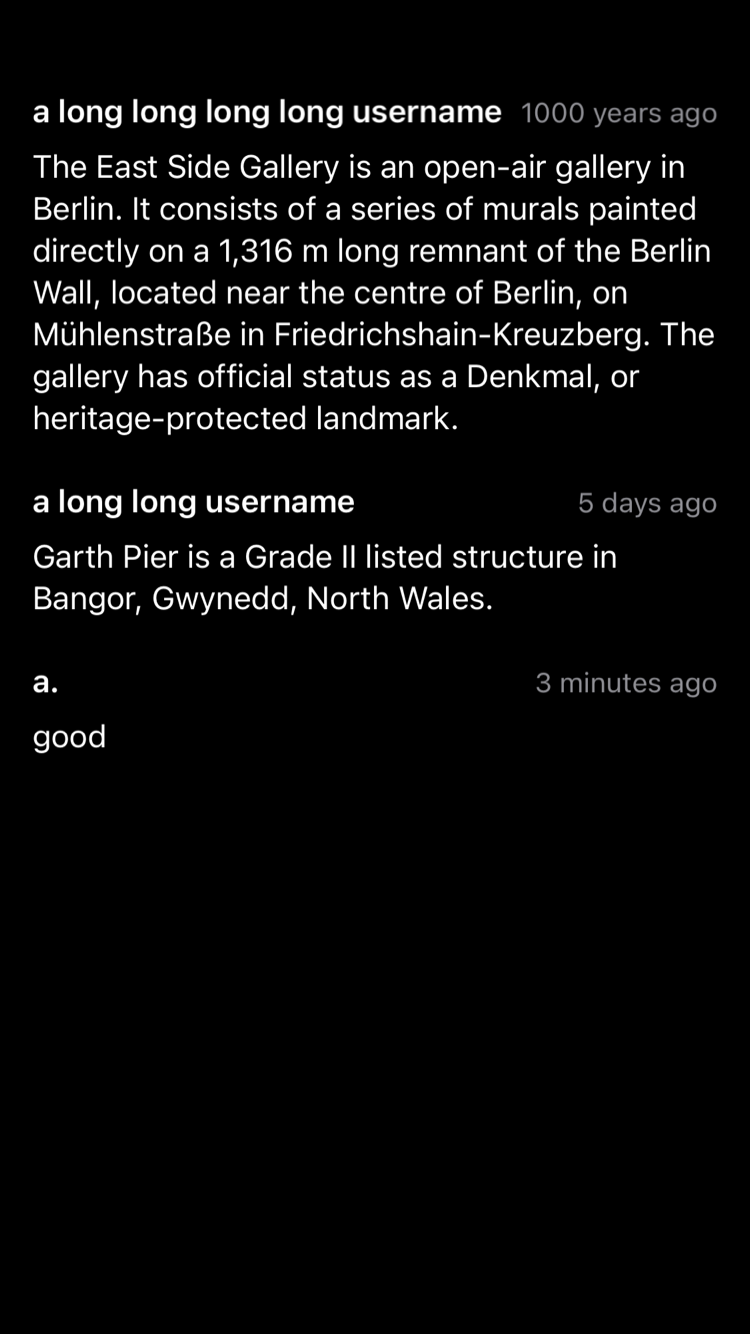 a long long long long username 1000 years ago
The East Side Gallery is an open-air gallery in
Berlin. It consists of a series of murals painted
directly on a 1,316 m long remnant of the Berlin
Wall, located near the centre of Berlin, on
Mühlenstraße in Friedrichshain-Kreuzberg. The
gallery has official status as a Denkmal, or
heritage-protected landmark.
a long long username 5 days ago
Garth Pier is a Grade II listed structure in
Bangor, Gwynedd, North Wales.
a. 3 minutes ago
good